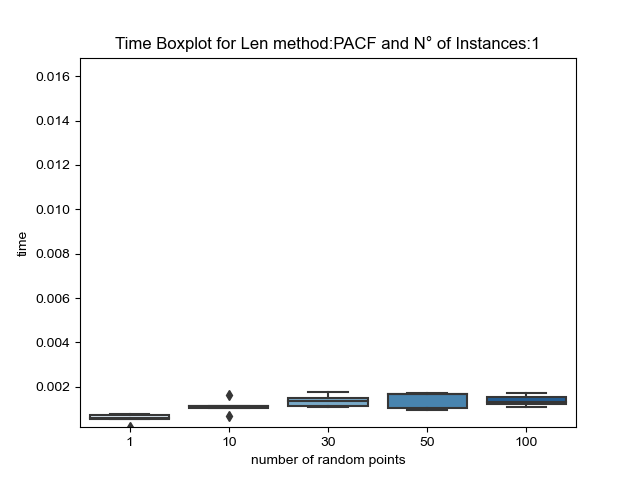 Time Boxplot for Len method:PACF and N° of Instances:1
0.016
0.014
0.012
0.010
0.008
0.006
0.004
0.002
time
1 10 30 50 100
number of random points